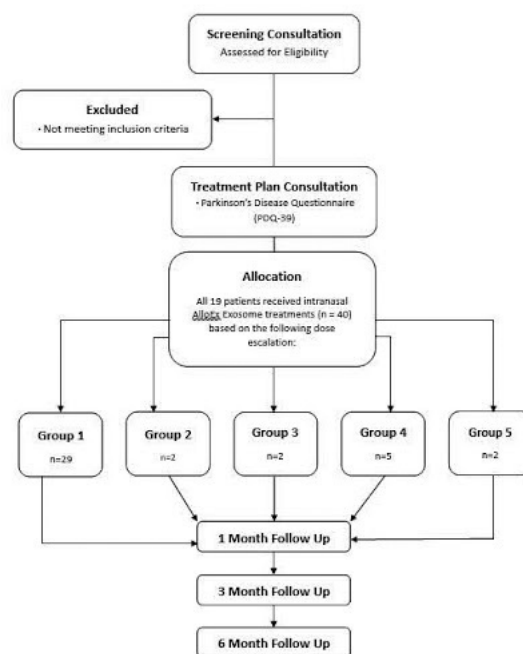 Screening Consultation
Assessed for Eligibility
Excluded
· Not meeting inclusion criteria
Treatment Plan Consultation
· Parkinson's Disease Questionnaire
(PDQ-39)
Allocation
All 19 patients received intranasal
AlloEx Exosome treatments (n = 40)
based on the following dose
escalation:
Group 1
n=29
Group 2
n=2
Group 3
n=2
Group 4
n=5
Group 5
n=2
1 Month Follow Up
3 Month Follow Up
6 Month Follow Up